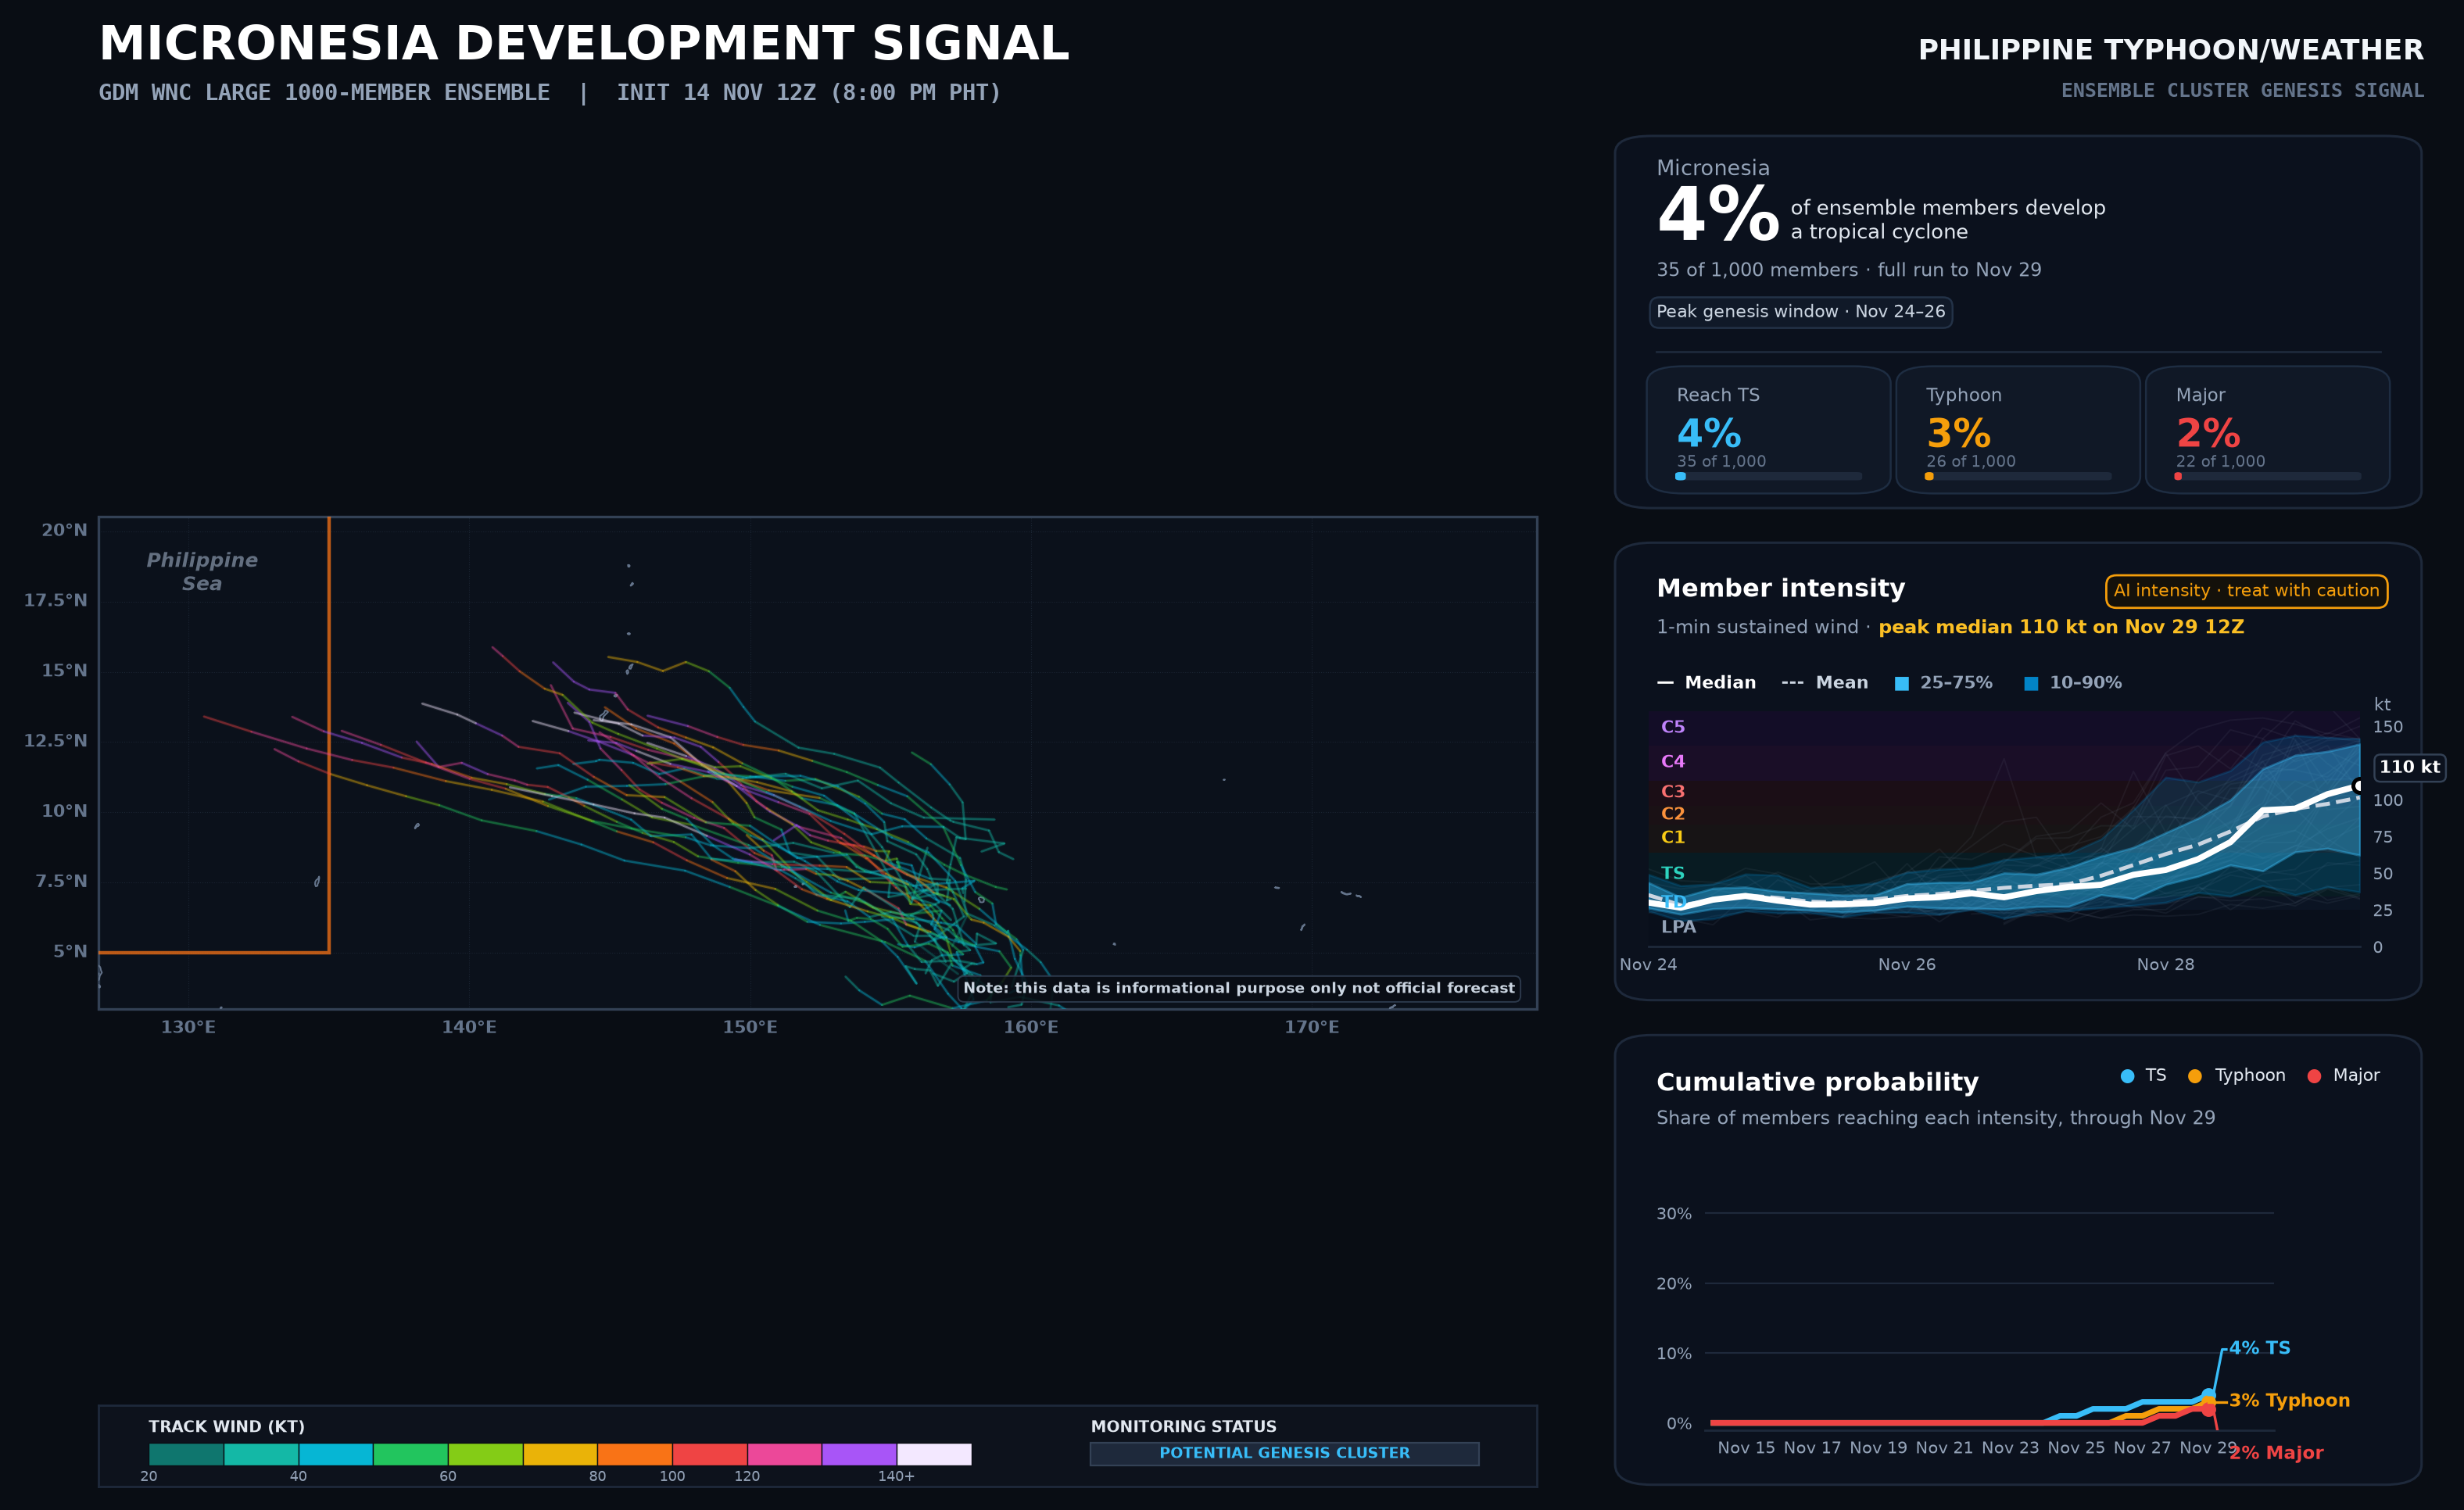 MICRONESIA DEVELOPMENT SIGNAL
GDM WNC LARGE 1000-MEMBER ENSEMBLE | INIT 14 NOV 12Z (8:00 PM PHT)
PHILIPPINE TYPHOON/WEATHER
ENSEMBLE CLUSTER GENESIS SIGNAL
20°N
17.5°N
15°N
12.5°N
10°N
7.5°N
5°N
Philippine
Sea
Note: this data is informational purpose only not official forecast
130°E
140°E
150°E
160°E
170°E
TRACK WIND (KT)
20
40
60
80
100
120
140+
MONITORING STATUS
POTENTIAL GENESIS CLUSTER
Micronesia
4%
of ensemble members develop
a tropical cyclone
35 of 1,000 members · full run to Nov 29
Peak genesis window · Nov 24–26
Reach TS
4%
35 of 1,000
Typhoon
3%
26 of 1,000
Major
2%
22 of 1,000
Member intensity
AI intensity · treat with caution
1-min sustained wind · peak median 110 kt on Nov 29 12Z
Median
Mean
25–75%
10–90%
kt
C5
C4
C3
C2
C1
TS
TD
LPA
150
110 kt
100
75
50
25
0
Nov 24
Nov 26
Nov 28
Cumulative probability
TS
Typhoon
Major
Share of members reaching each intensity, through Nov 29
30%
20%
10%
0%
4% TS
3% Typhoon
2% Major
Nov 15
Nov 17
Nov 19
Nov 21
Nov 23
Nov 25
Nov 27
Nov 29